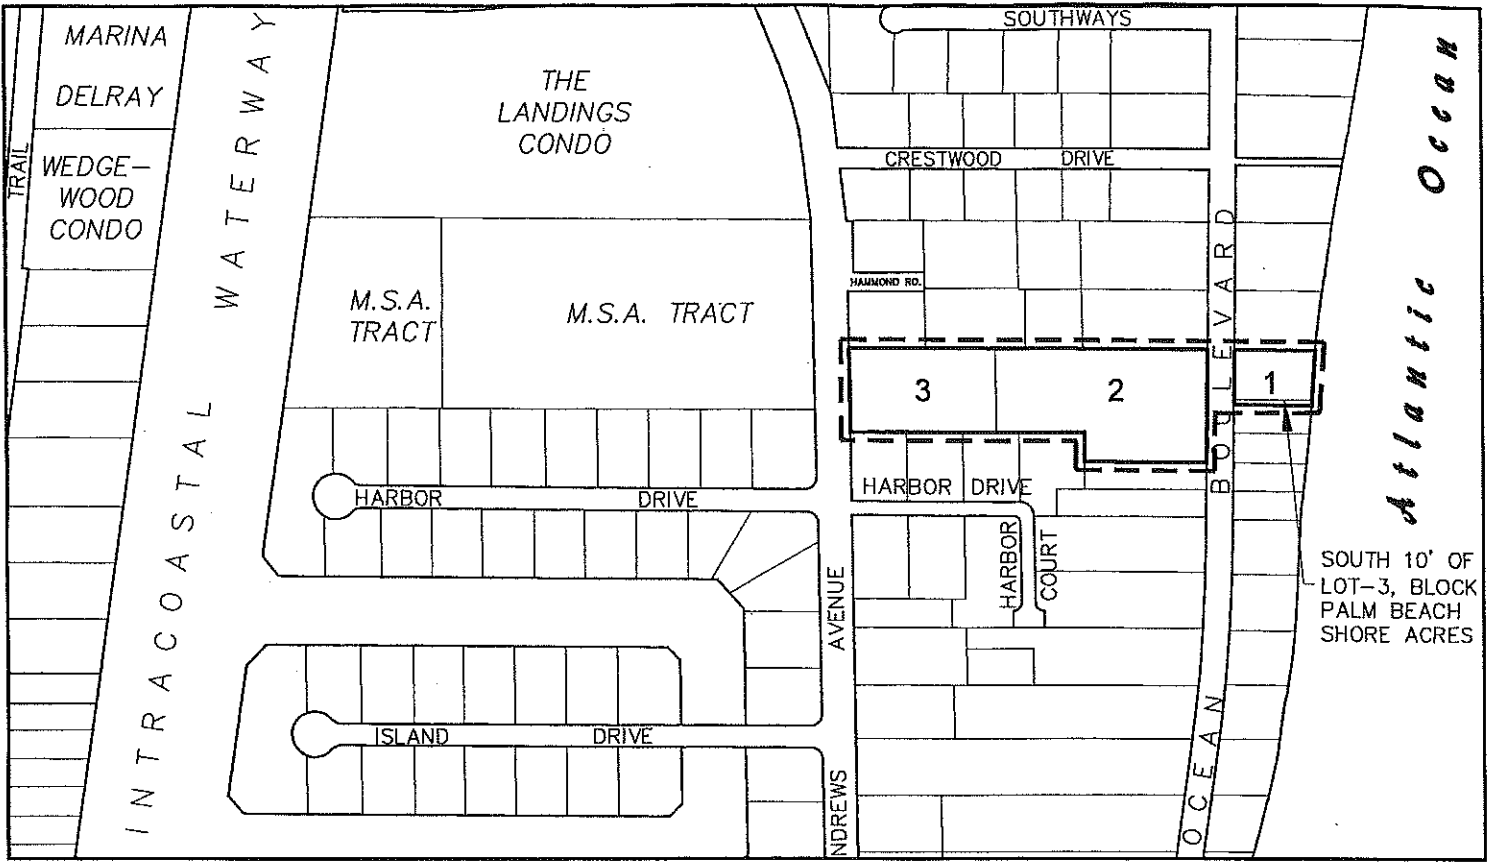 MARINA
DELRAY
WEDGE-
WOOD
CONDO
TRAIL
INTRACOASTAL WATERWAY
THE
LANDINGS
CONDO
M.S.A.
TRACT
M.S.A. TRACT
SOUTHWAYS
CRESTWOOD DRIVE
HAMMOND RD.
3
2
1
HARBOR DRIVE
HARBOR DRIVE
HARBOR
COURT
ISLAND DRIVE
NDREWS AVENUE
OCEAN BOULEVARD
Atlantic Ocean
SOUTH 10' OF
LOT-3, BLOCK
PALM BEACH
SHORE ACRES